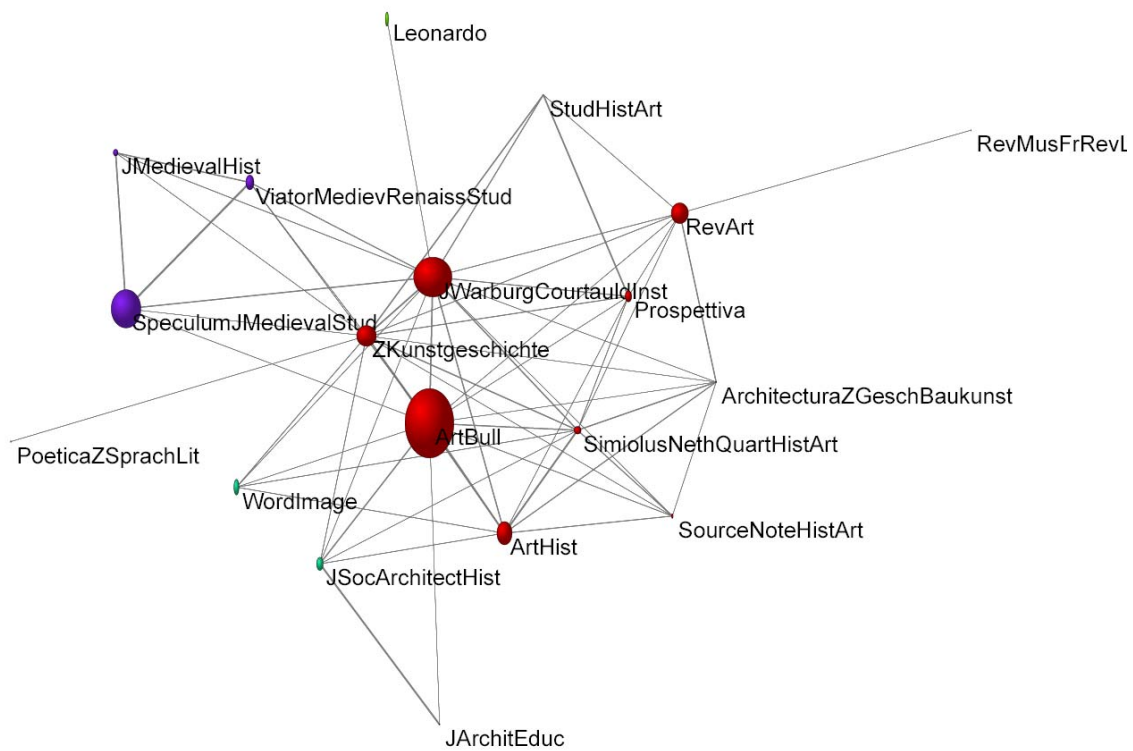 Leonardo
StudHistArt
RevMusFrRevL
JMedievalHist
ViatorMedievRenaissStud
RevArt
JWarburgCourtauldInst
Prospettiva
SpeculumJMedievalStud
ZKunstgeschichte
ArchitecturaZGeschBaukunst
ArtBull
SimiolusNethQuartHistArt
PoeticaZSprachLit
WordImage
SourceNoteHistArt
ArtHist
JSocArchitectHist
JArchitEduc